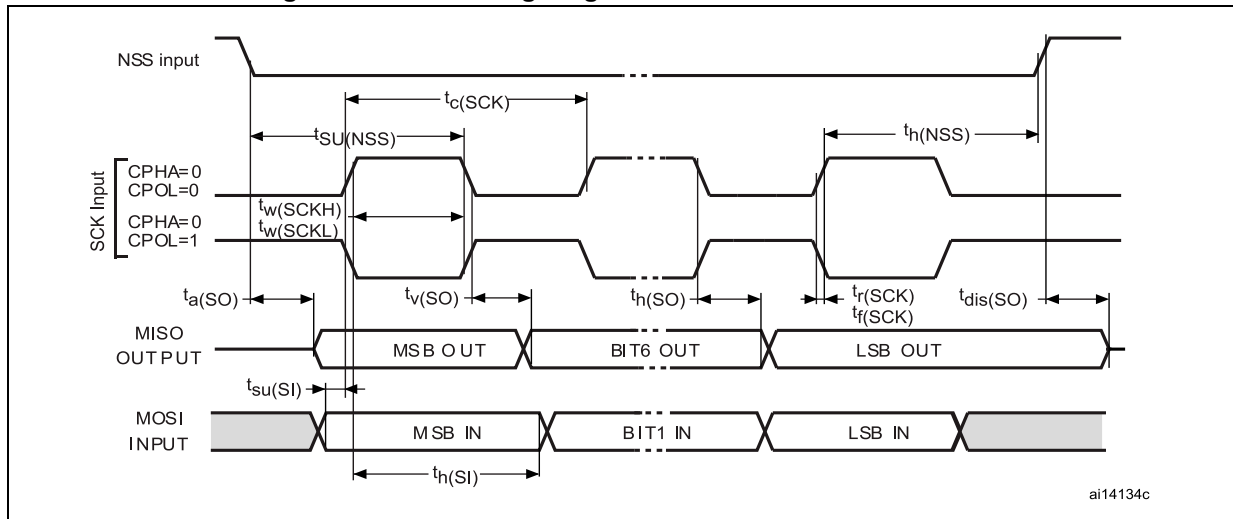 NSS input
tc(SCK)
tSU(NSS)
th(NSS)
SCK Input
CPHA=0
CPOL=0
CPHA=0
CPOL=1
tw(SCKH)
tw(SCKL)
ta(SO)
tv(SO)
th(SO)
tr(SCK)
tf(SCK)
tdis(SO)
MISO
OUTPUT
MSB OUT
BIT6 OUT
LSB OUT
tsu(SI)
MOSI
INPUT
MSB IN
BIT1 IN
LSB IN
th(SI)
ai14134c